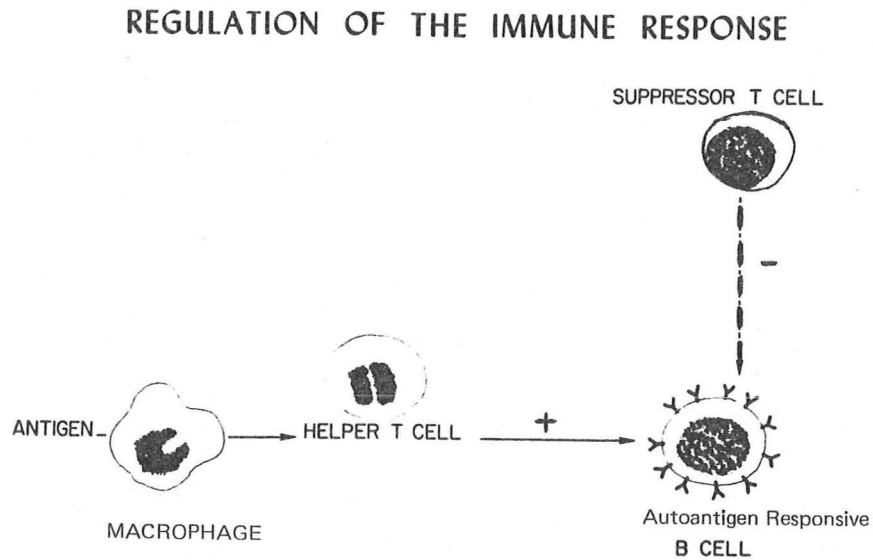 REGULATION OF THE IMMUNE RESPONSE
SUPPRESSOR T CELL
-
ANTIGEN
HELPER T CELL
+
MACROPHAGE
Autoantigen Responsive
B CELL